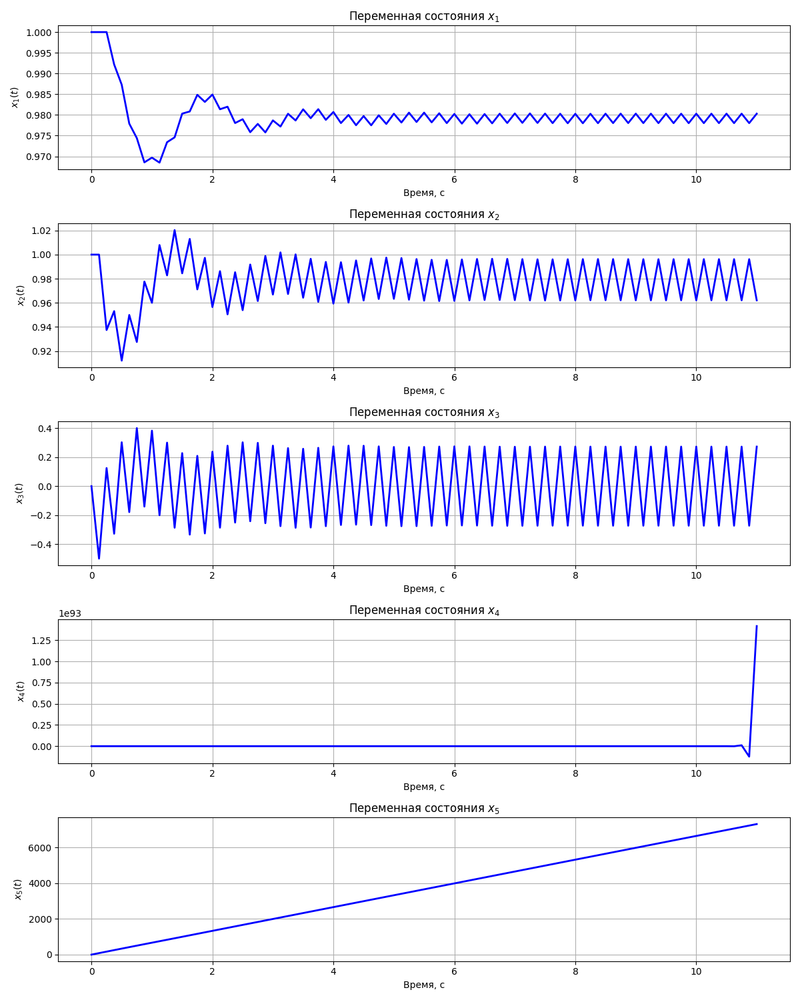 Переменная состояния x₁
1.000
0.995
0.990
0.985
0.980
0.975
0.970
x₁(t)
0 2 4 6 8 10
Время, с
Переменная состояния x₂
1.02
1.00
0.98
0.96
0.94
0.92
x₂(t)
0 2 4 6 8 10
Время, с
Переменная состояния x₃
0.4
0.2
0.0
−0.2
−0.4
x₃(t)
0 2 4 6 8 10
Время, с
Переменная состояния x₄
1e93
1.25
1.00
0.75
0.50
0.25
0.00
x₄(t)
0 2 4 6 8 10
Время, с
Переменная состояния x₅
6000
4000
2000
0
x₅(t)
0 2 4 6 8 10
Время, с